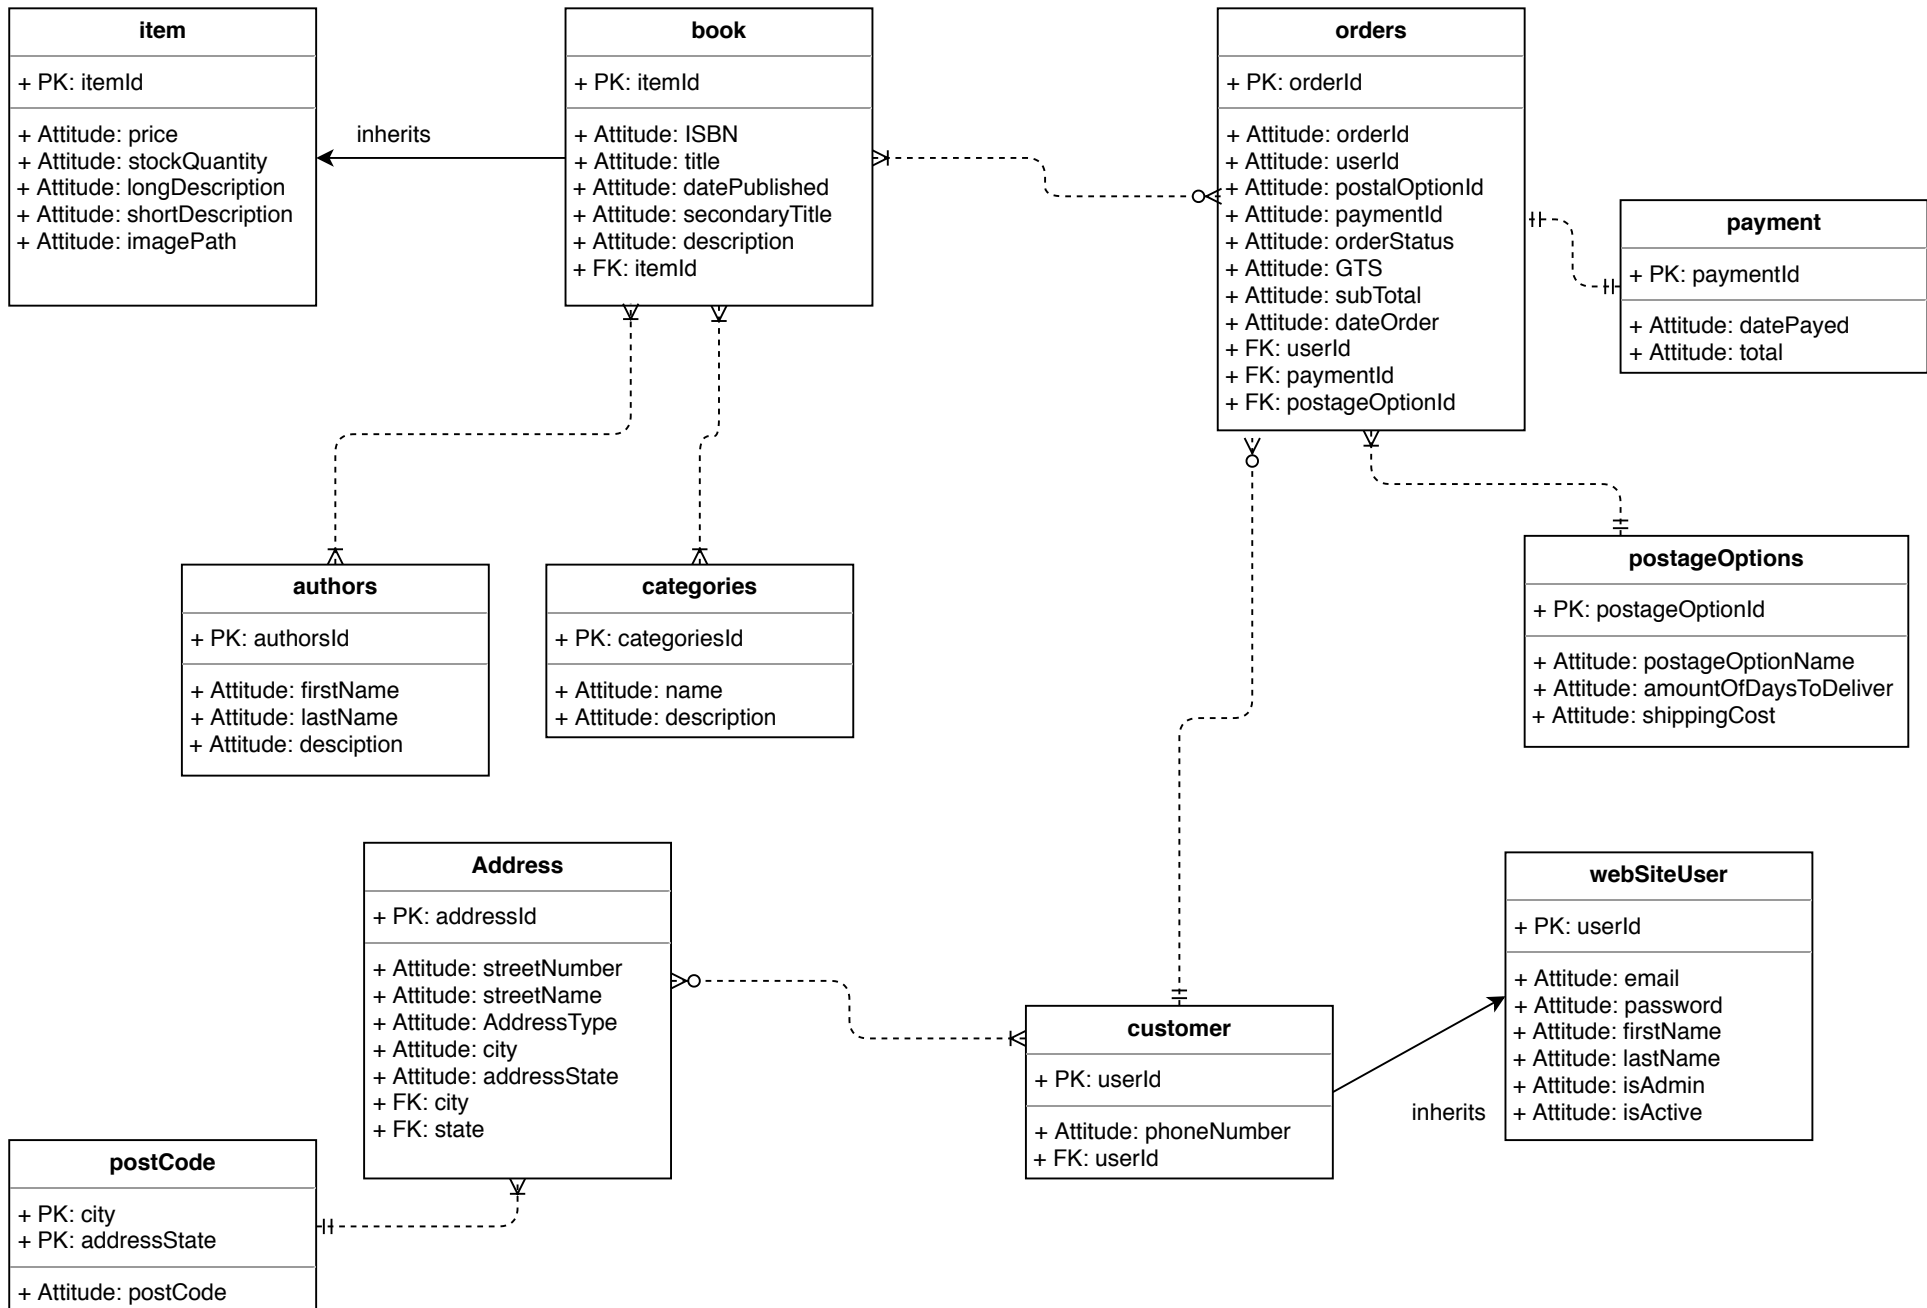 item
+ PK: itemId
+ Attitude: price
+ Attitude: stockQuantity
+ Attitude: longDescription
+ Attitude: shortDescription
+ Attitude: imagePath
inherits
book
+ PK: itemId
+ Attitude: ISBN
+ Attitude: title
+ Attitude: datePublished
+ Attitude: secondaryTitle
+ Attitude: description
+ FK: itemId
orders
+ PK: orderId
+ Attitude: orderId
+ Attitude: userId
+ Attitude: postalOptionId
+ Attitude: paymentId
+ Attitude: orderStatus
+ Attitude: GTS
+ Attitude: subTotal
+ Attitude: dateOrder
+ FK: userId
+ FK: paymentId
+ FK: postageOptionId
payment
+ PK: paymentId
+ Attitude: datePayed
+ Attitude: total
authors
+ PK: authorsId
+ Attitude: firstName
+ Attitude: lastName
+ Attitude: desciption
categories
+ PK: categoriesId
+ Attitude: name
+ Attitude: description
postageOptions
+ PK: postageOptionId
+ Attitude: postageOptionName
+ Attitude: amountOfDaysToDeliver
+ Attitude: shippingCost
Address
+ PK: addressId
+ Attitude: streetNumber
+ Attitude: streetName
+ Attitude: AddressType
+ Attitude: city
+ Attitude: addressState
+ FK: city
+ FK: state
customer
+ PK: userId
+ Attitude: phoneNumber
+ FK: userId
inherits
webSiteUser
+ PK: userId
+ Attitude: email
+ Attitude: password
+ Attitude: firstName
+ Attitude: lastName
+ Attitude: isAdmin
+ Attitude: isActive
postCode
+ PK: city
+ PK: addressState
+ Attitude: postCode